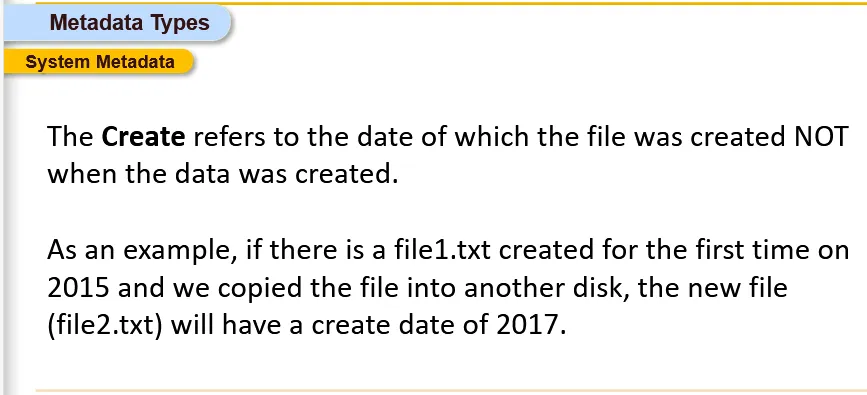 Metadata Types
System Metadata
The Create refers to the date of which the file was created NOT
when the data was created.
As an example, if there is a file1.txt created for the first time on
2015 and we copied the file into another disk, the new file
(file2.txt) will have a create date of 2017.